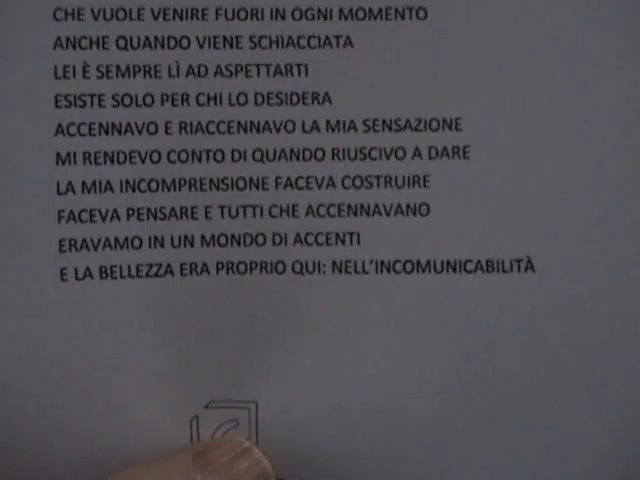 CHE VUOLE VENIRE FUORI IN OGNI MOMENTO
ANCHE QUANDO VIENE SCHIACCIATA
LEI È SEMPRE LÌ AD ASPETTARTI
ESISTE SOLO PER CHI LO DESIDERA
ACCENNAVO E RIACCENNAVO LA MIA SENSAZIONE
MI RENDEVO CONTO DI QUANDO RIUSCIVO A DARE
LA MIA INCOMPRENSIONE FACEVA COSTRUIRE
FACEVA PENSARE E TUTTI CHE ACCENNAVANO
ERAVAMO IN UN MONDO DI ACCENTI
E LA BELLEZZA ERA PROPRIO QUI: NELL'INCOMUNICABILITÀ